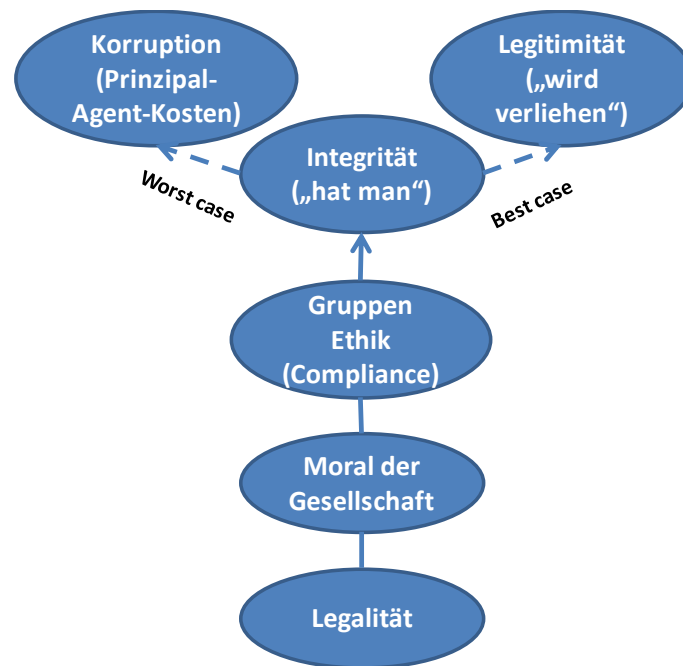 Korruption
(Prinzipal-
Agent-Kosten)
Legitimität
(„wird
verliehen“)
Integrität
(„hat man“)
Worst case
Best case
Gruppen
Ethik
(Compliance)
Moral der
Gesellschaft
Legalität